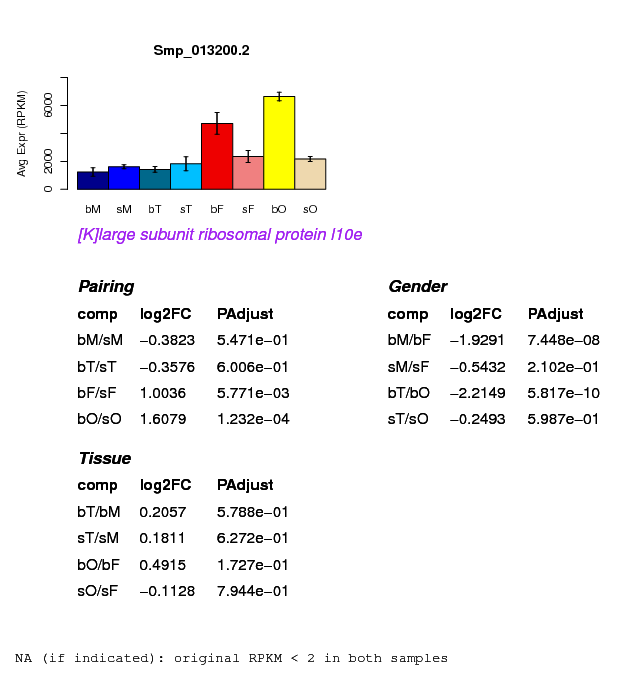 Smp_013200.2
Avg Expr (RPKM)
6000
2000
0
bM sM bT sT bF sF bO sO
[K]large subunit ribosomal protein l10e
Pairing
comp log2FC PAdjust
bM/sM −0.3823 5.471e−01
bT/sT −0.3576 6.006e−01
bF/sF 1.0036 5.771e−03
bO/sO 1.6079 1.232e−04
Gender
comp log2FC PAdjust
bM/bF −1.9291 7.448e−08
sM/sF −0.5432 2.102e−01
bT/bO −2.2149 5.817e−10
sT/sO −0.2493 5.987e−01
Tissue
comp log2FC PAdjust
bT/bM 0.2057 5.788e−01
sT/sM 0.1811 6.272e−01
bO/bF 0.4915 1.727e−01
sO/sF −0.1128 7.944e−01
NA (if indicated): original RPKM < 2 in both samples